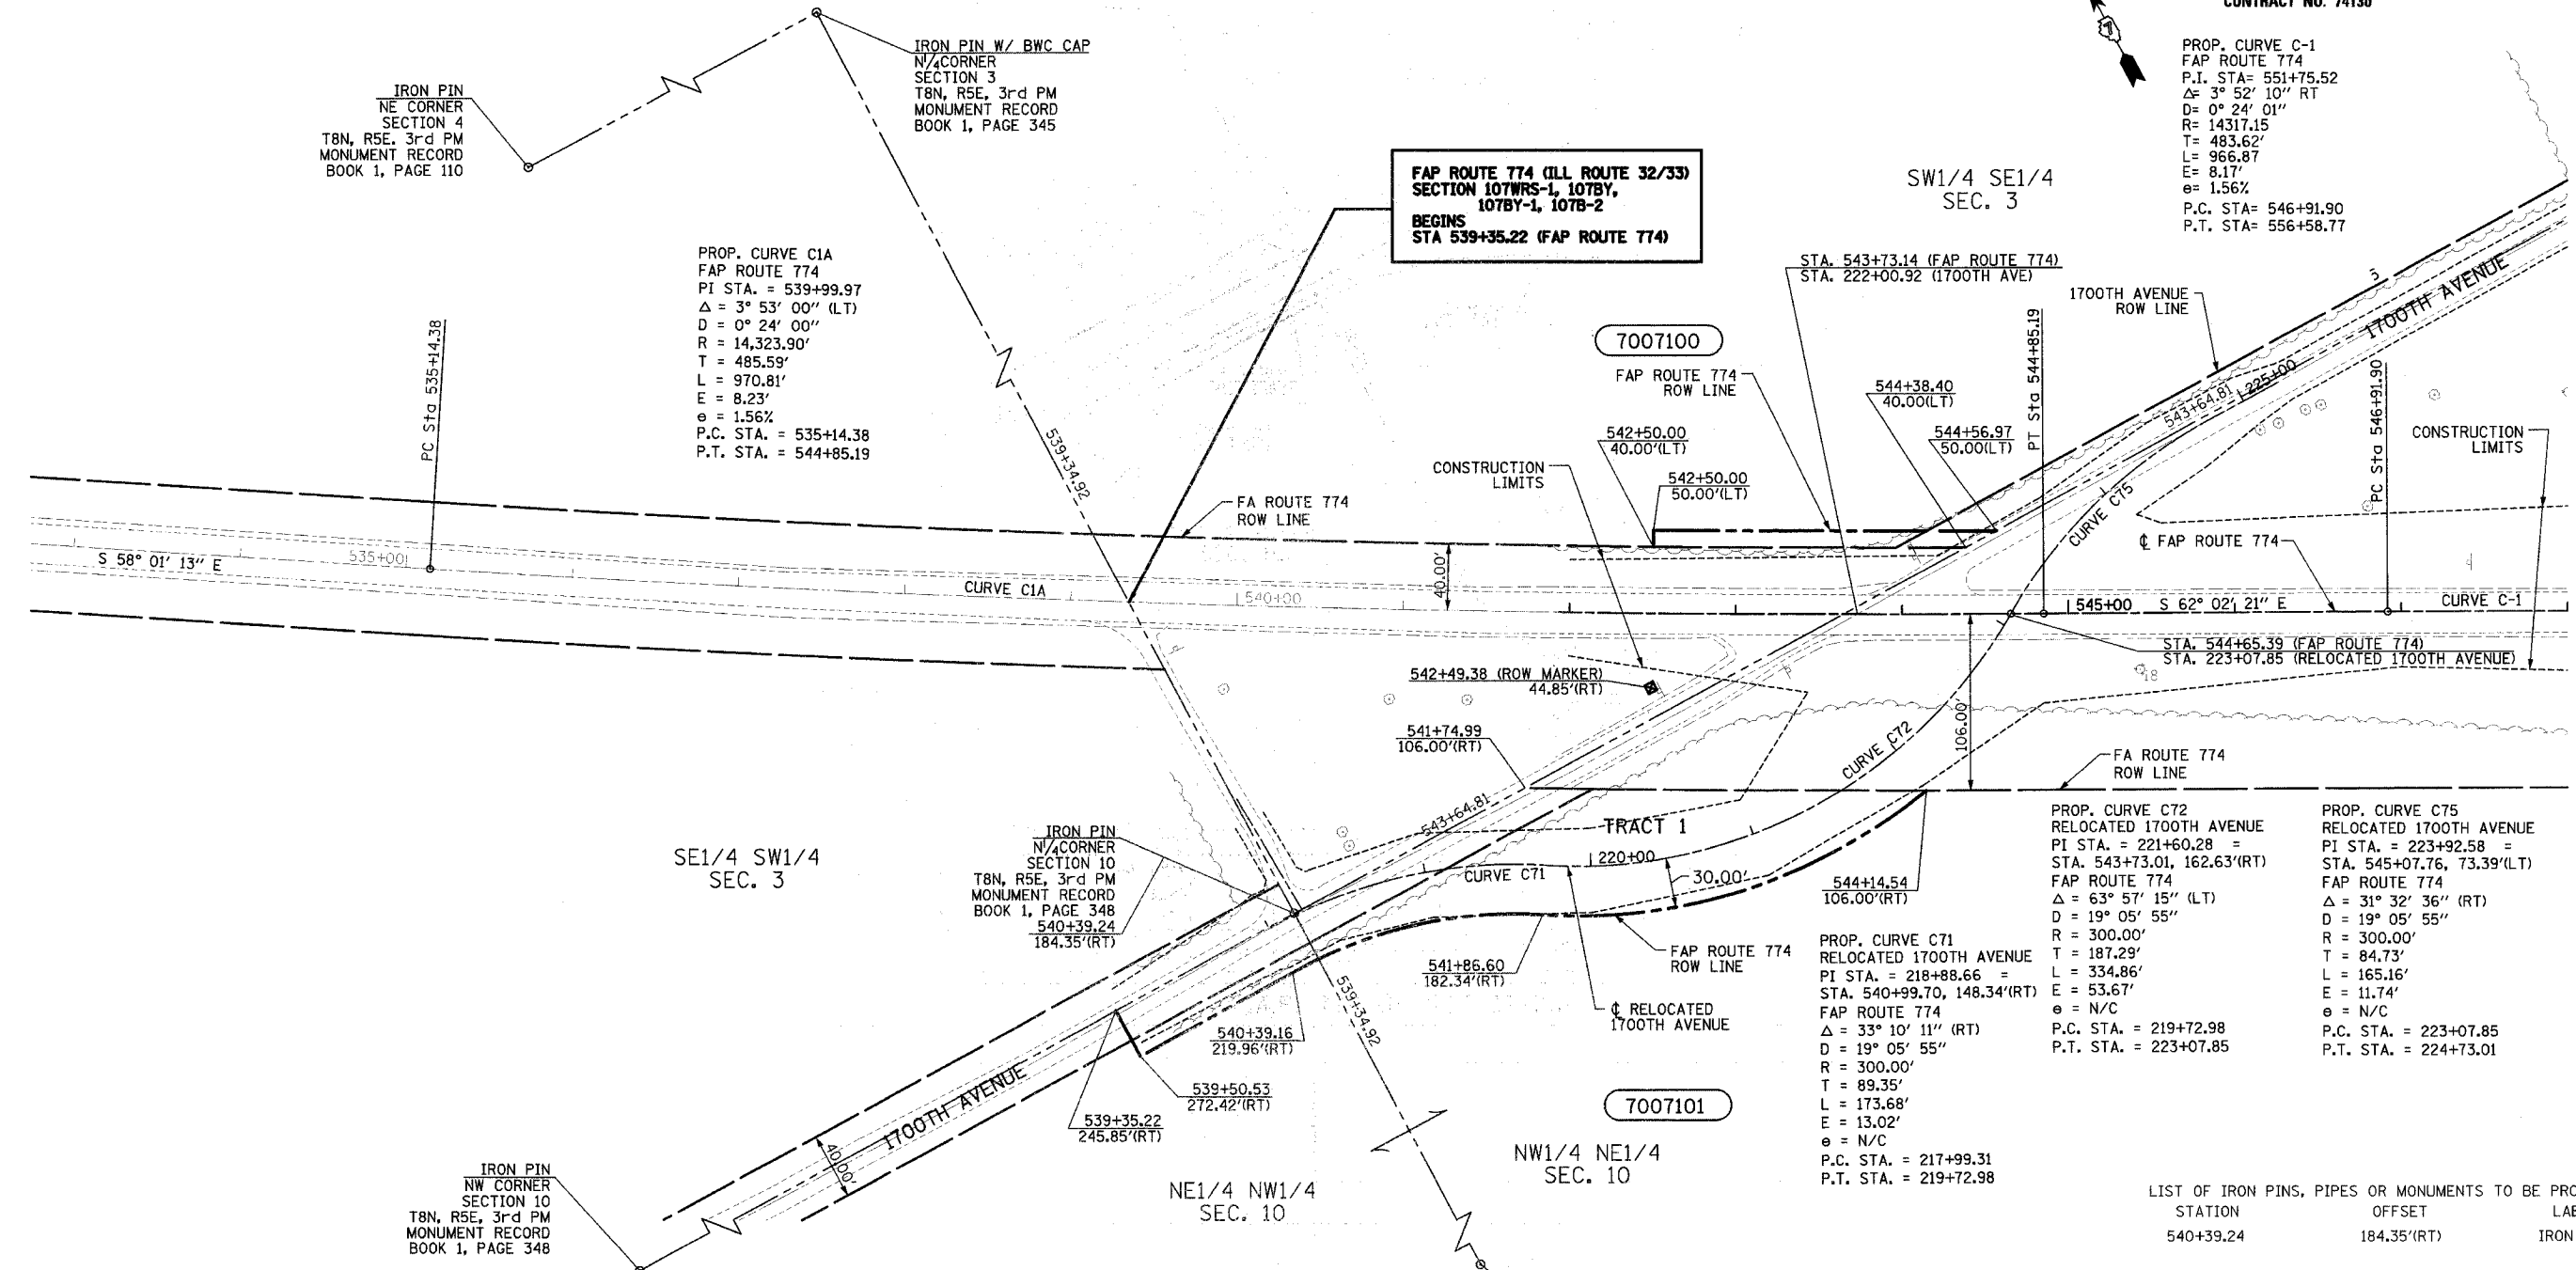 CONTRACT NO. 74130
IRON PIN W/ BWC CAP
N1/4CORNER
SECTION 3
T8N, R5E, 3rd PM
MONUMENT RECORD
BOOK 1, PAGE 345
IRON PIN
NE CORNER
SECTION 4
T8N, R5E. 3rd PM
MONUMENT RECORD
BOOK 1, PAGE 110
PROP. CURVE C-1
FAP ROUTE 774
P.I. STA= 551+75.52
Δ= 3° 52' 10" RT
D= 0° 24' 01"
R= 14317.15
T= 483.62'
L= 966.87
E= 8.17'
e= 1.56%
P.C. STA= 546+91.90
P.T. STA= 556+58.77
FAP ROUTE 774 (ILL ROUTE 32/33)
SECTION 107WRS-1, 107BY,
107BY-1, 107B-2
BEGINS
STA 539+35.22 (FAP ROUTE 774)
SW1/4 SE1/4
SEC. 3
PROP. CURVE C1A
FAP ROUTE 774
PI STA. = 539+99.97
Δ = 3° 53' 00" (LT)
D = 0° 24' 00"
R = 14,323.90'
T = 485.59'
L = 970.81'
E = 8.23'
e = 1.56%
P.C. STA. = 535+14.38
P.T. STA. = 544+85.19
PC Sta 535+14.38
539+34.92
STA. 543+73.14 (FAP ROUTE 774)
STA. 222+00.92 (1700TH AVE)
1700TH AVENUE
ROW LINE
5
1700TH AVENUE
7007100
FAP ROUTE 774
ROW LINE
544+38.40
40.00(LT)
544+56.97
50.00(LT)
PT Sta 544+85.19
543+64.81
225+00
PC Sta 546+91.90
CONSTRUCTION
LIMITS
542+50.00
40.00'(LT)
542+50.00
50.00'(LT)
CONSTRUCTION
LIMITS
FA ROUTE 774
ROW LINE
CURVE C75
℄ FAP ROUTE 774
S 58° 01' 13" E
535+00
CURVE C1A
540+00
40.00'
545+00
S 62° 02' 21" E
CURVE C-1
STA. 544+65.39 (FAP ROUTE 774)
STA. 223+07.85 (RELOCATED 1700TH AVENUE)
18
542+49.38 (ROW MARKER)
44.85'(RT)
541+74.99
106.00'(RT)
106.00'
CURVE C72
FA ROUTE 774
ROW LINE
543+64.81
TRACT 1
220+00
CURVE C71
30.00'
544+14.54
106.00'(RT)
SE1/4 SW1/4
SEC. 3
IRON PIN
N1/4CORNER
SECTION 10
T8N, R5E, 3rd PM
MONUMENT RECORD
BOOK 1, PAGE 348
540+39.24
184.35'(RT)
541+86.60
182.34'(RT)
FAP ROUTE 774
ROW LINE
℄ RELOCATED
1700TH AVENUE
539+34.92
540+39.16
219.96'(RT)
539+50.53
272.42'(RT)
539+35.22
245.85'(RT)
1700TH AVENUE
40.00'
PROP. CURVE C71
RELOCATED 1700TH AVENUE
PI STA. = 218+88.66 =
STA. 540+99.70, 148.34'(RT)
FAP ROUTE 774
Δ = 33° 10' 11" (RT)
D = 19° 05' 55"
R = 300.00'
T = 89.35'
L = 173.68'
E = 13.02'
e = N/C
P.C. STA. = 217+99.31
P.T. STA. = 219+72.98
PROP. CURVE C72
RELOCATED 1700TH AVENUE
PI STA. = 221+60.28 =
STA. 543+73.01, 162.63'(RT)
FAP ROUTE 774
Δ = 63° 57' 15" (LT)
D = 19° 05' 55"
R = 300.00'
T = 187.29'
L = 334.86'
E = 53.67'
e = N/C
P.C. STA. = 219+72.98
P.T. STA. = 223+07.85
PROP. CURVE C75
RELOCATED 1700TH AVENUE
PI STA. = 223+92.58 =
STA. 545+07.76, 73.39'(LT)
FAP ROUTE 774
Δ = 31° 32' 36" (RT)
D = 19° 05' 55"
R = 300.00'
T = 84.73'
L = 165.16'
E = 11.74'
e = N/C
P.C. STA. = 223+07.85
P.T. STA. = 224+73.01
7007101
NW1/4 NE1/4
SEC. 10
NE1/4 NW1/4
SEC. 10
IRON PIN
NW CORNER
SECTION 10
T8N, R5E, 3rd PM
MONUMENT RECORD
BOOK 1, PAGE 348
LIST OF IRON PINS, PIPES OR MONUMENTS TO BE PRO
STATION OFFSET LAB
540+39.24 184.35'(RT) IRON